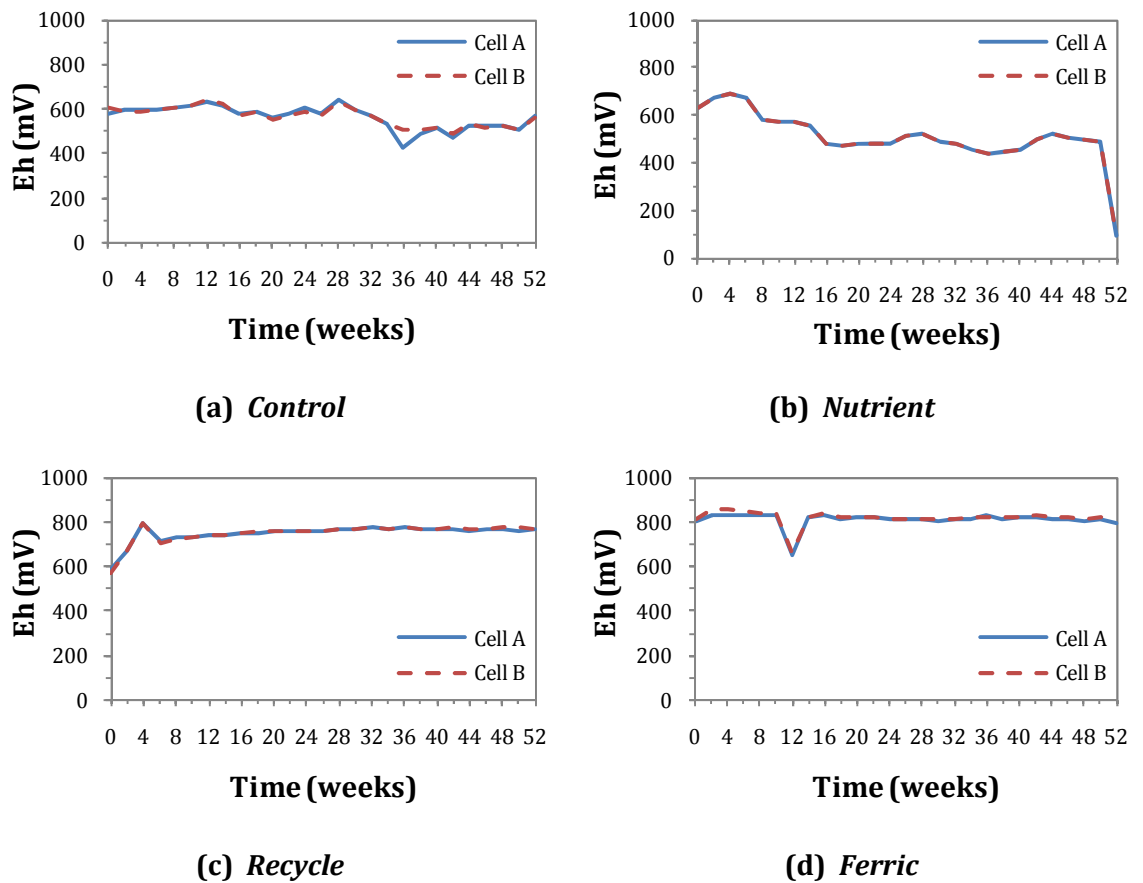 1000
800
600
400
200
0
Eh (mV)
Cell A
Cell B
0 4 8 12 16 20 24 28 32 36 40 44 48 52
Time (weeks)
(a) Control
1000
800
600
400
200
0
Eh (mV)
Cell A
Cell B
0 4 8 12 16 20 24 28 32 36 40 44 48 52
Time (weeks)
(b) Nutrient
1000
800
600
400
200
0
Eh (mV)
Cell A
Cell B
0 4 8 12 16 20 24 28 32 36 40 44 48 52
Time (weeks)
(c) Recycle
1000
800
600
400
200
0
Eh (mV)
Cell A
Cell B
0 4 8 12 16 20 24 28 32 36 40 44 48 52
Time (weeks)
(d) Ferric